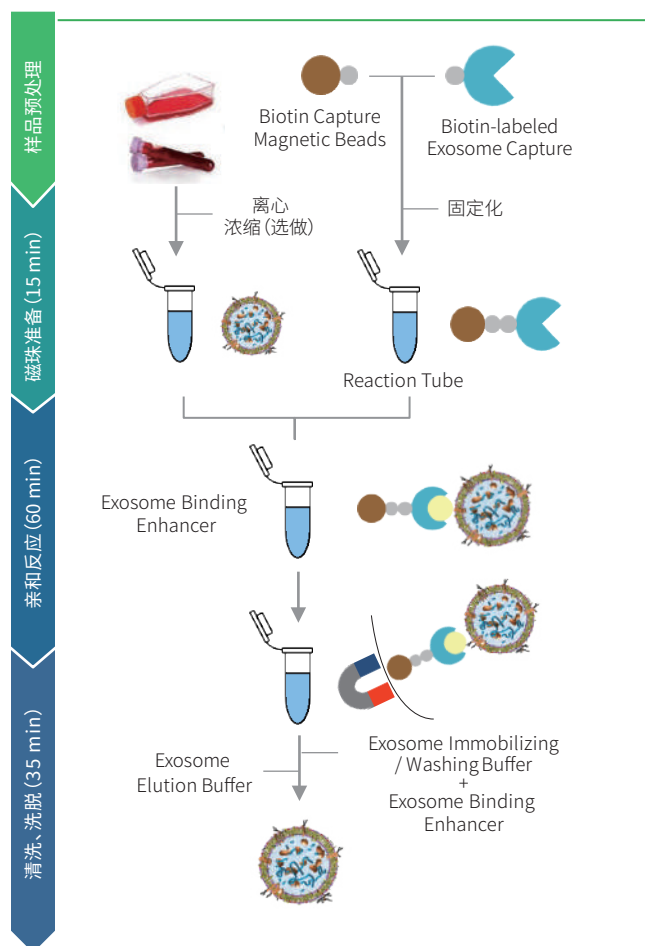 样品预处理
磁珠准备（15 min）
亲和反应（60 min）
清洗、洗脱（35 min）
Biotin Capture
Magnetic Beads
Biotin-labeled
Exosome Capture
离心
浓缩（选做）
固定化
Reaction Tube
Exosome Binding
Enhancer
Exosome
Elution Buffer
Exosome Immobilizing
/ Washing Buffer
+
Exosome Binding
Enhancer